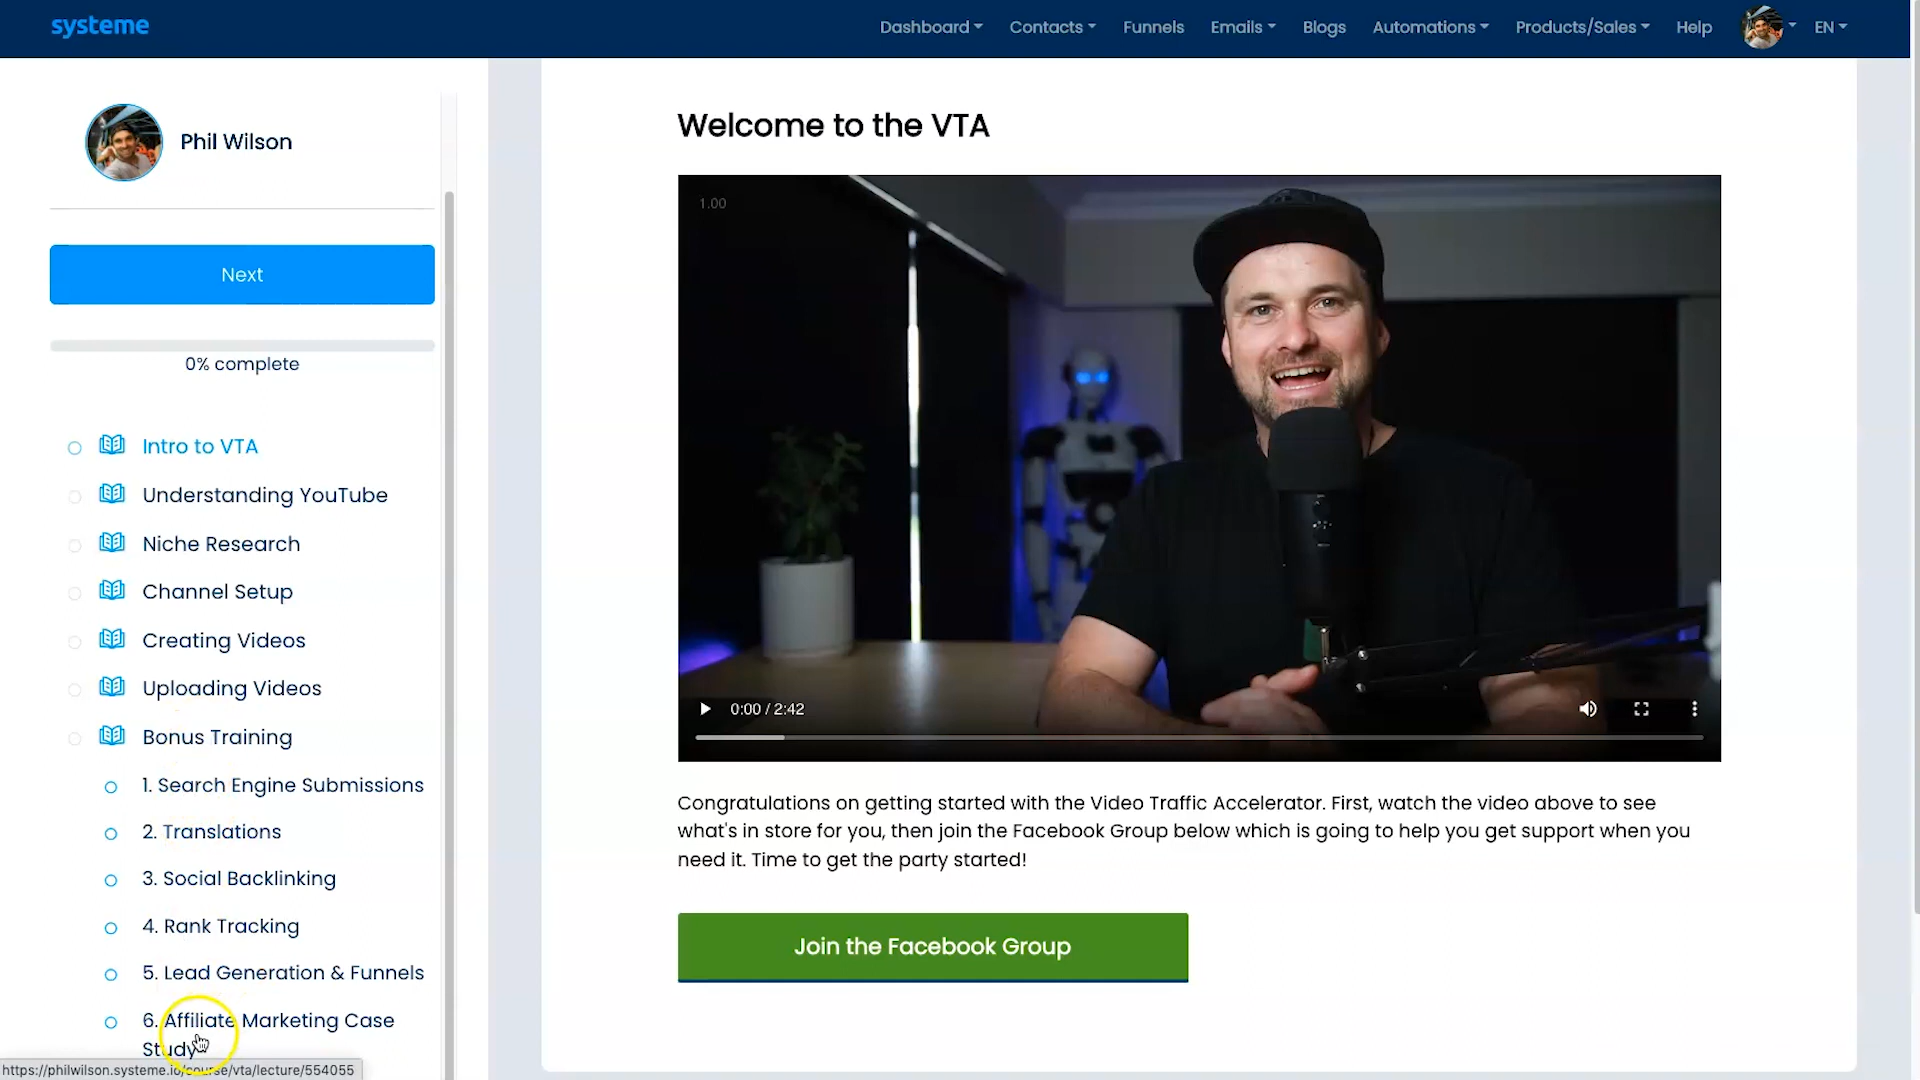 systeme
Dashboard
Contacts
Funnels
Emails
Blogs
Automations
Products/Sales
Help
EN
Phil Wilson
Next
0% complete
Intro to VTA
Understanding YouTube
Niche Research
Channel Setup
Creating Videos
Uploading Videos
Bonus Training
1. Search Engine Submissions
2. Translations
3. Social Backlinking
4. Rank Tracking
5. Lead Generation & Funnels
6. Affiliate Marketing Case
Study
https://philwilson.systeme.io/course/vta/lecture/554055
Welcome to the VTA
1.00
0:00 / 2:42
Congratulations on getting started with the Video Traffic Accelerator. First, watch the video above to see
what's in store for you, then join the Facebook Group below which is going to help you get support when you
need it. Time to get the party started!
Join the Facebook Group